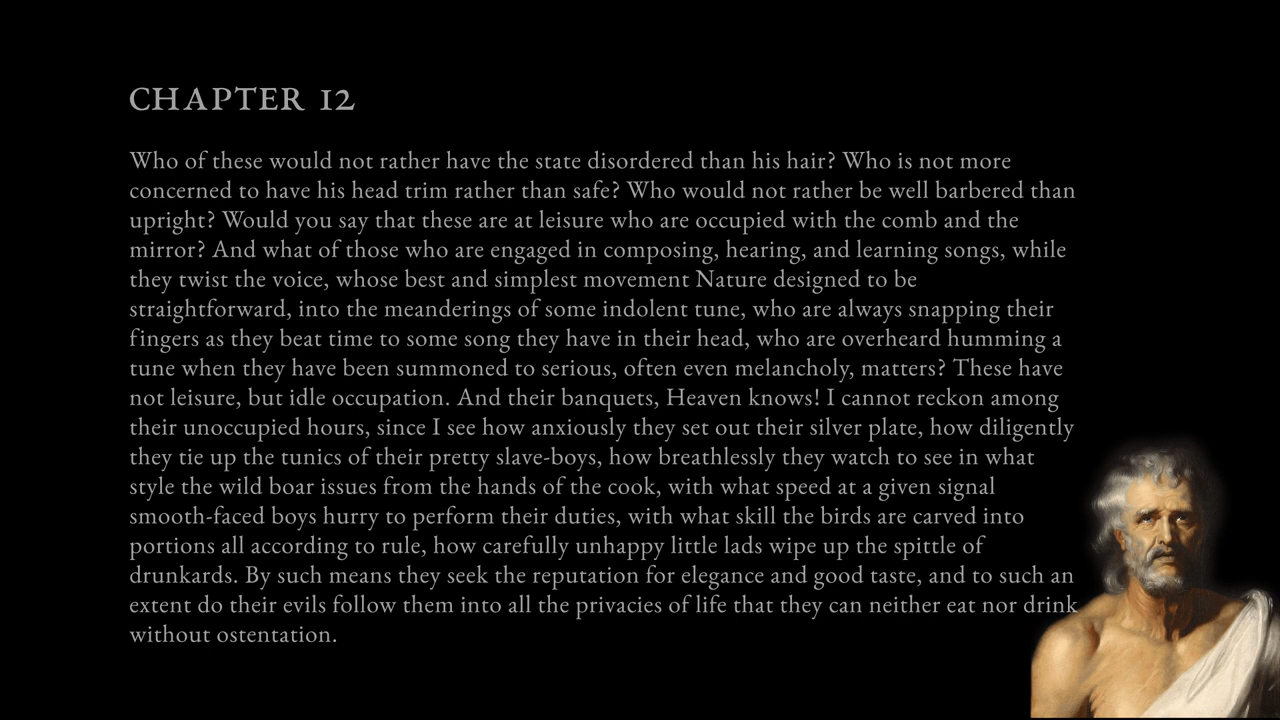 CHAPTER 12
Who of these would not rather have the state disordered than his hair? Who is not more
concerned to have his head trim rather than safe? Who would not rather be well barbered than
upright? Would you say that these are at leisure who are occupied with the comb and the
mirror? And what of those who are engaged in composing, hearing, and learning songs, while
they twist the voice, whose best and simplest movement Nature designed to be
straightforward, into the meanderings of some indolent tune, who are always snapping their
fingers as they beat time to some song they have in their head, who are overheard humming a
tune when they have been summoned to serious, often even melancholy, matters? These have
not leisure, but idle occupation. And their banquets, Heaven knows! I cannot reckon among
their unoccupied hours, since I see how anxiously they set out their silver plate, how diligently
they tie up the tunics of their pretty slave-boys, how breathlessly they watch to see in what
style the wild boar issues from the hands of the cook, with what speed at a given signal
smooth-faced boys hurry to perform their duties, with what skill the birds are carved into
portions all according to rule, how carefully unhappy little lads wipe up the spittle of
drunkards. By such means they seek the reputation for elegance and good taste, and to such an
extent do their evils follow them into all the privacies of life that they can neither eat nor drink
without ostentation.